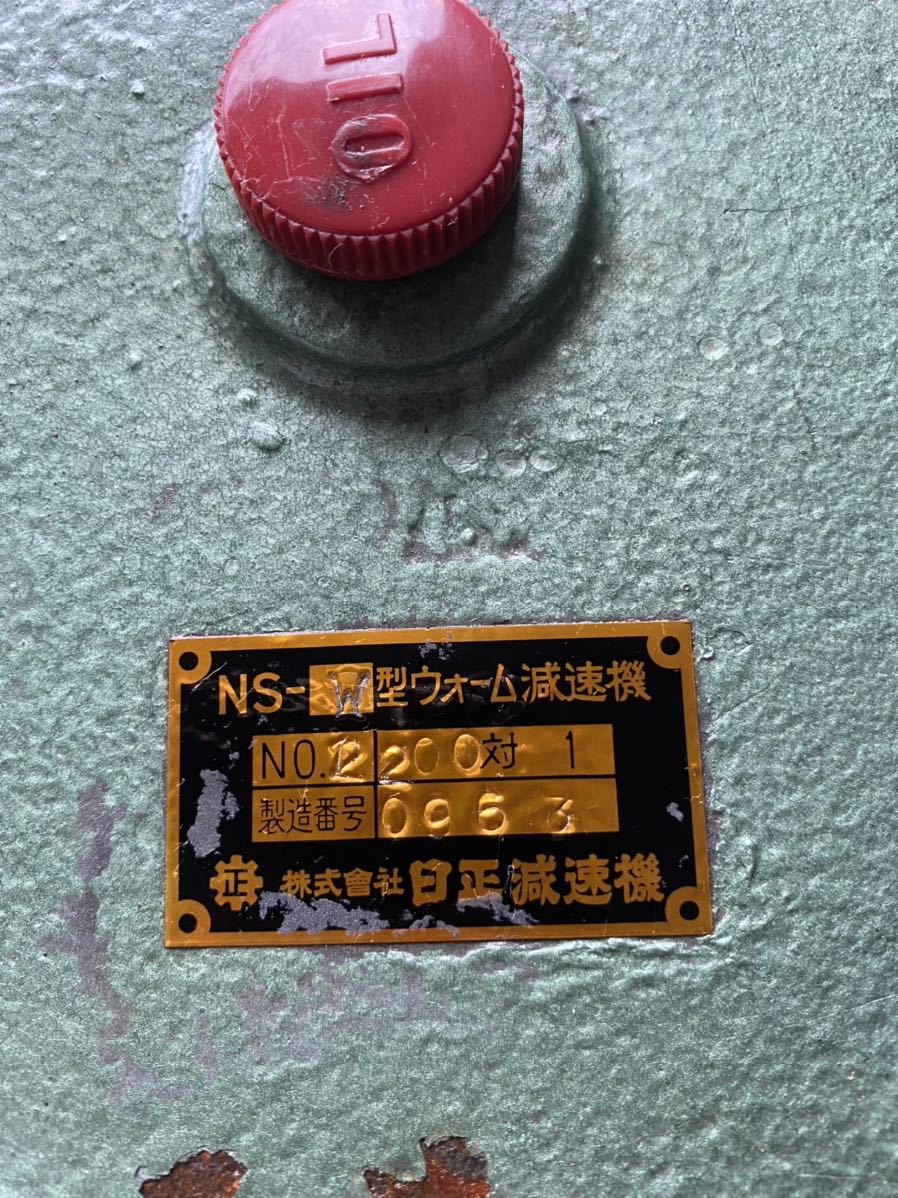 OIL
NS-W型ウォーム減速機
NO.2 200対 1
製造番号 0963
正 株式會社 日正減速機